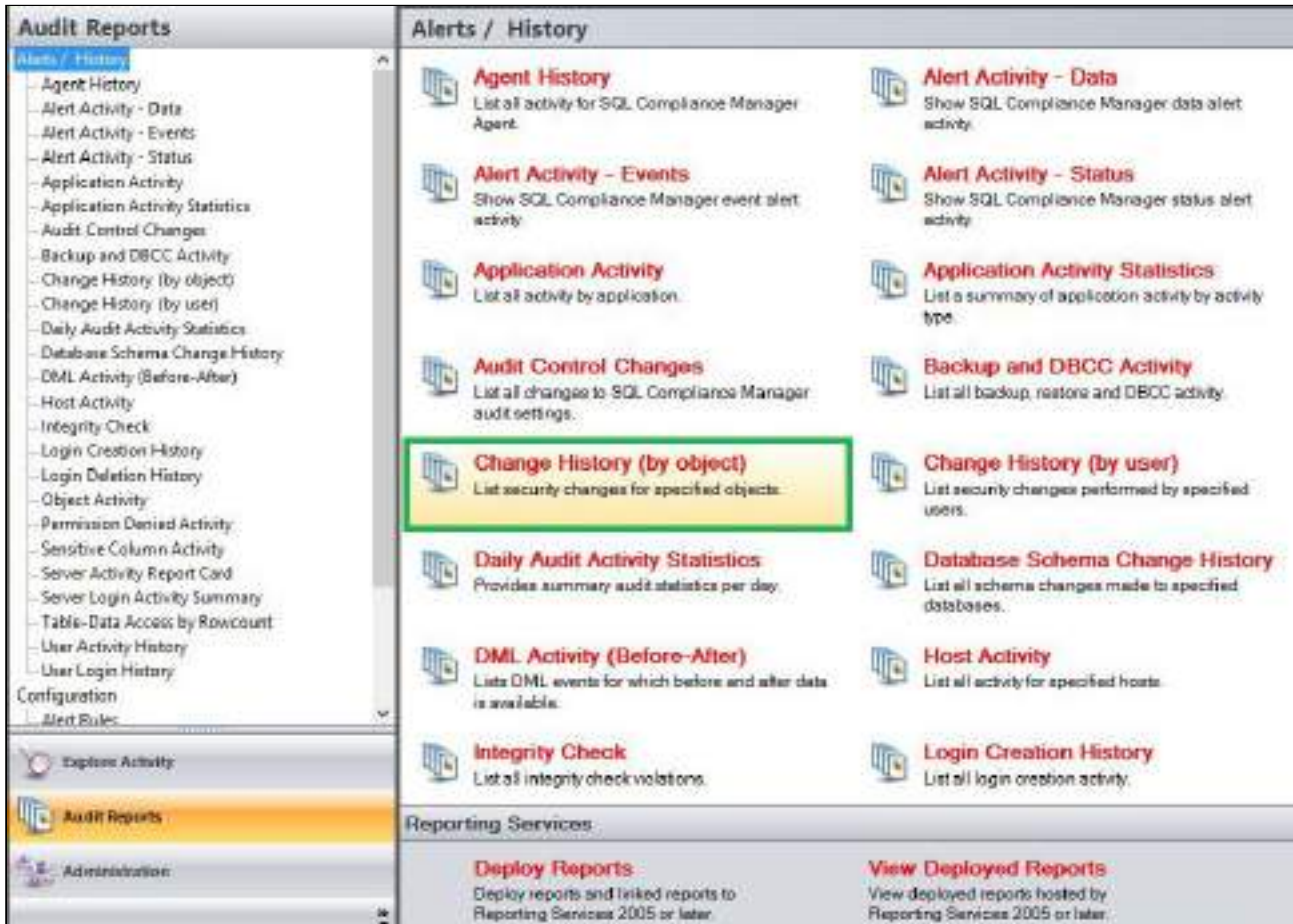 Audit Reports
Alerts / History
Agent History
Alert Activity - Data
Alert Activity - Events
Alert Activity - Status
Application Activity
Application Activity Statistics
Audit Control Changes
Backup and DBCC Activity
Change History (by object)
Change History (by user)
Daily Audit Activity Statistics
Database Schema Change History
DML Activity (Before-After)
Host Activity
Integrity Check
Login Creation History
Login Deletion History
Object Activity
Permission Denied Activity
Sensitive Column Activity
Server Activity Report Card
Server Login Activity Summary
Table-Data Access by Rowcount
User Activity History
User Login History
Configuration
Alert Rules
Explore Activity
Audit Reports
Administration
Alerts / History
Agent History
List all activity for SQL Compliance Manager
Agent.
Alert Activity - Data
Show SQL Compliance Manager data alert
activity.
Alert Activity - Events
Show SQL Compliance Manager event alert
activity.
Alert Activity - Status
Show SQL Compliance Manager status alert
activity.
Application Activity
List all activity by application.
Application Activity Statistics
List a summary of application activity by activity
type.
Audit Control Changes
List all changes to SQL Compliance Manager
audit settings.
Backup and DBCC Activity
List all backup, restore and DBCC activity.
Change History (by object)
List security changes for specified objects.
Change History (by user)
List security changes performed by specified
users.
Daily Audit Activity Statistics
Provides summary audit statistics per day.
Database Schema Change History
List all schema changes made to specified
databases.
DML Activity (Before-After)
Lists DML events for which before and after data
is available.
Host Activity
List all activity for specified hosts.
Integrity Check
List all integrity check violations.
Login Creation History
List all login creation activity.
Reporting Services
Deploy Reports
Deploy reports and linked reports to
Reporting Services 2005 or later.
View Deployed Reports
View deployed reports hosted by
Reporting Services 2005 or later.